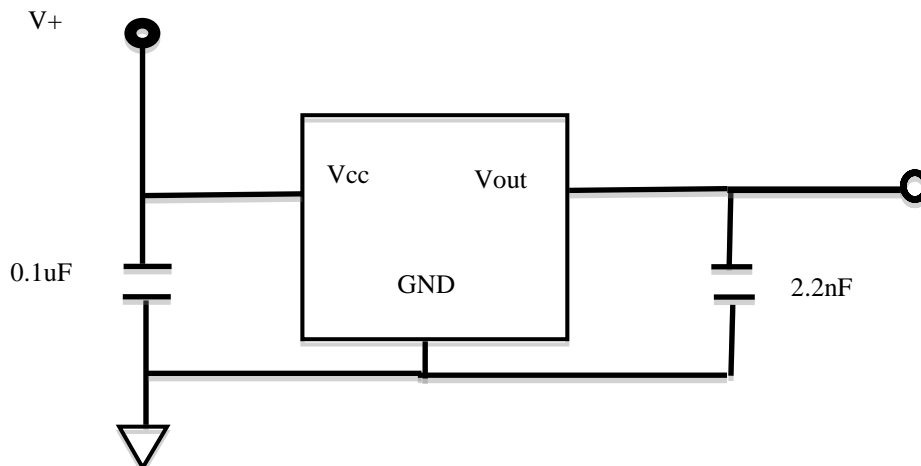 V+
Vcc
Vout
0.1uF
GND
2.2nF